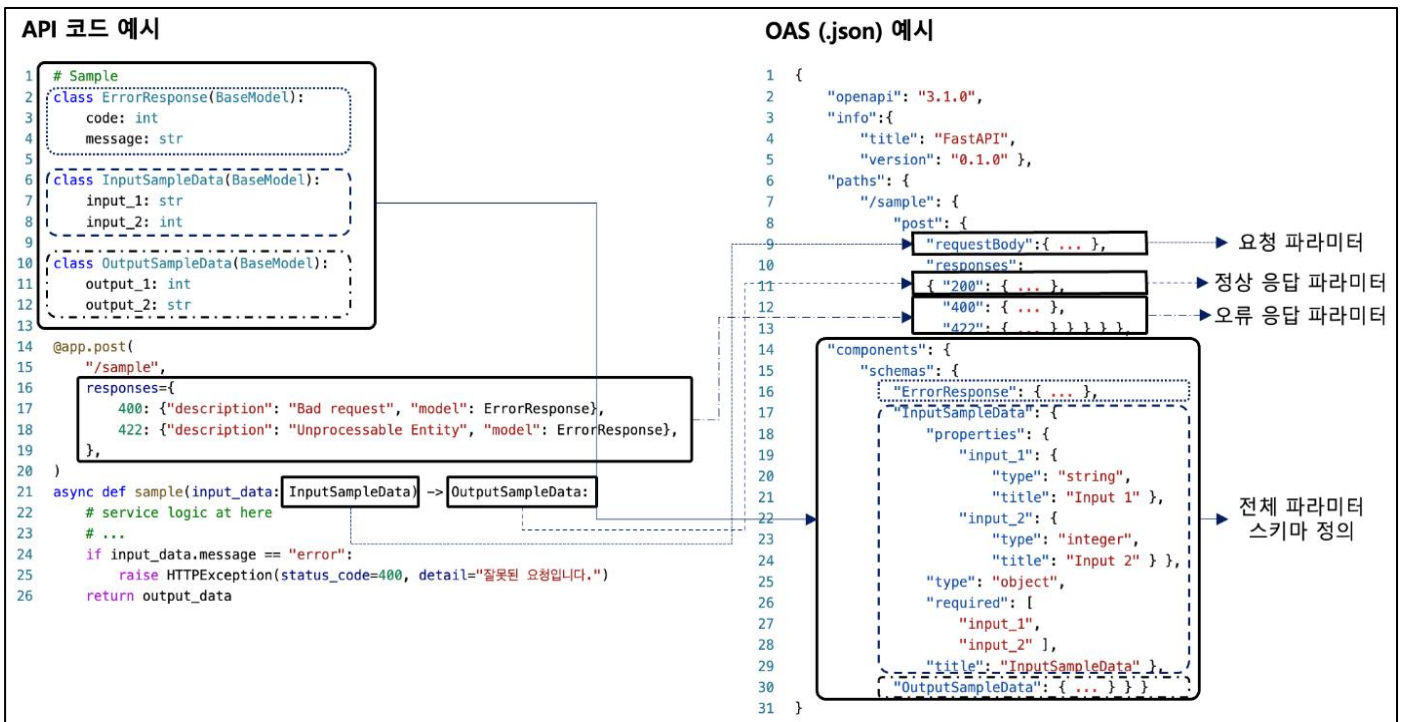 API 코드 예시
1 # Sample
2 class ErrorResponse(BaseModel):
3 code: int
4 message: str
5
6 class InputSampleData(BaseModel):
7 input_1: str
8 input_2: int
9
10 class OutputSampleData(BaseModel):
11 output_1: int
12 output_2: str
13
14 @app.post(
15 "/sample",
16 responses={
17 400: {"description": "Bad request", "model": ErrorResponse},
18 422: {"description": "Unprocessable Entity", "model": ErrorResponse},
19 },
20 )
21 async def sample(input_data: InputSampleData) -> OutputSampleData:
22 # service logic at here
23 # ...
24 if input_data.message == "error":
25 raise HTTPException(status_code=400, detail="잘못된 요청입니다.")
26 return output_data
OAS (.json) 예시
1 {
2 "openapi": "3.1.0",
3 "info":{
4 "title": "FastAPI",
5 "version": "0.1.0" },
6 "paths": {
7 "/sample": {
8 "post": {
9 "requestBody":{ ... },
10 "responses":
11 { "200": { ... },
12 "400": { ... },
13 "422": { ... } } } } },
14 "components": {
15 "schemas": {
16 "ErrorResponse": { ... },
17 "InputSampleData": {
18 "properties": {
19 "input_1": {
20 "type": "string",
21 "title": "Input 1" },
22 "input_2": {
23 "type": "integer",
24 "title": "Input 2" } },
25 "type": "object",
26 "required": [
27 "input_1",
28 "input_2" ],
29 "title": "InputSampleData" },
30 "OutputSampleData": { ... } } }
31 }
요청 파라미터
정상 응답 파라미터
오류 응답 파라미터
전체 파라미터
스키마 정의